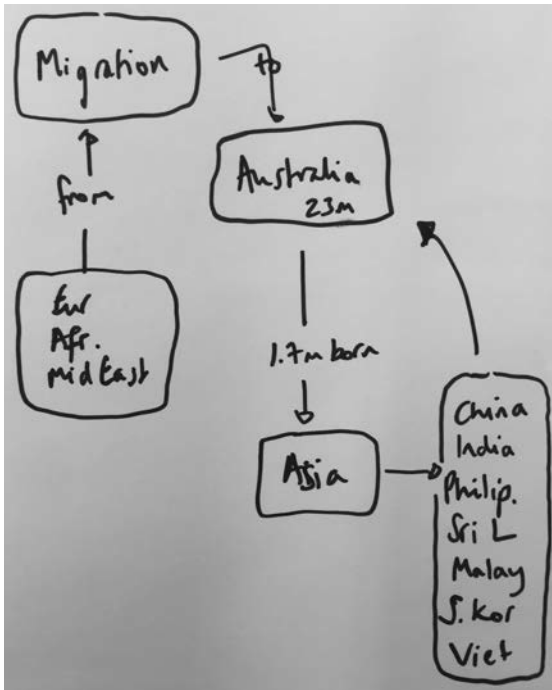 Migration
to
from
Australia
23m
Eur
Afr.
Mid East
1.7m born
Asia
China
India
Philip.
Sri L
Malay
S. Kor
Viet